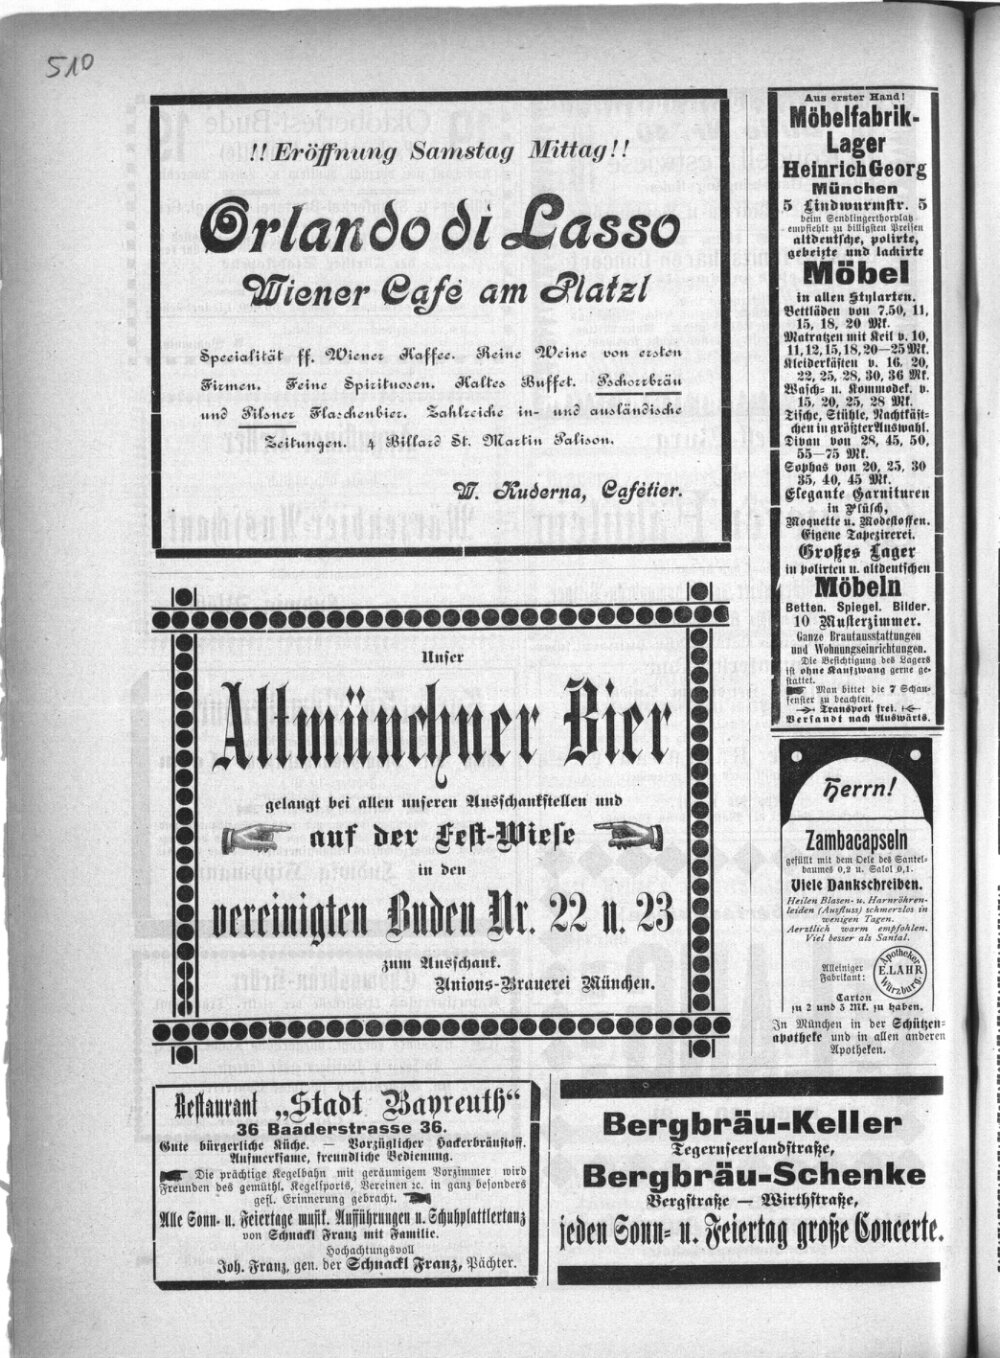 510
!! Eröffnung Samstag Mittag!!
Orlando di Lasso
Wiener Café am Platzl
Specialität ff. Wiener Kaffee. Reine Weine von ersten
Firmen. Feine Spirituosen. Kaltes Buffet. Pschorrbräu
und Pilsner Flaschenbier. Zahlreiche in- und ausländische
Zeitungen. 4 Billard St. Martin Palison.
W. Kuderna, Cafétier.
Unser
Altmünchner Bier
gelangt bei allen unseren Ausschankstellen und
auf der Fest-Wiese
in den
vereinigten Buden Nr. 22 u. 23
zum Ausschank.
Unions-Brauerei München.
Restaurant „Stadt Bayreuth“
36 Baaderstrasse 36.
Gute bürgerliche Küche. — Vorzüglicher Hackerbräustoff.
Aufmerksame, freundliche Bedienung.
Die prächtige Kegelbahn mit geräumigem Vorzimmer wird
Freunden des gemüthl. Kegelsports, Vereinen ꝛc. in ganz besonders
gefl. Erinnerung gebracht.
Alle Sonn- u. Feiertage musik. Aufführungen u. Schuhplattlertanz
von Schnackl Franz mit Familie.
Hochachtungsvoll
Joh. Franz, gen. der Schnackl Franz, Pächter.
Aus erster Hand!
Möbelfabrik-
Lager
Heinrich Georg
München
5 Lindwurmstr. 5
beim Sendlingerthorplatz
empfiehlt zu billigsten Preisen
altdeutsche, polirte,
gebeizte und lackirte
Möbel
in allen Stylarten.
Bettläden von 7.50, 11,
15, 18, 20 Mk.
Matratzen mit Keil v. 10,
11, 12, 15, 18, 20—25 Mk.
Kleiderkästen v. 16, 20,
22, 25, 28, 30, 36 Mk.
Wasch- u. Kommodek. v.
15, 20, 25, 28 Mk.
Tische, Stühle, Nachtkäst-
chen in größter Auswahl.
Divan von 28, 45, 50,
55—75 Mk.
Sophas von 20, 25, 30
35, 40, 45 Mk.
Elegante Garnituren
in Plüsch,
Moquette u. Modestoffen.
Eigene Tapezirerei.
Großes Lager
in polirten u. altdeutschen
Möbeln
Betten. Spiegel. Bilder.
10 Musterzimmer.
Ganze Brautausstattungen
und Wohnungseinrichtungen.
Die Besichtigung des Lagers
ist ohne Kaufzwang gerne ge-
stattet.
Man bittet die 7 Schau-
fenster zu beachten.
Transport frei.
Versandt nach Auswärts.
Herrn!
Zambacapseln
gefüllt mit dem Oele des Santel-
baumes 0,2 u. Salol 0,1.
Viele Dankschreiben.
Heilen Blasen- u. Harnröhren-
leiden (Ausfluss) schmerzlos in
wenigen Tagen.
Aerztlich warm empfohlen.
Viel besser als Santal.
Alleiniger
Fabrikant:
Apotheker
E. LAHR
Würzburg.
Carton
zu 2 und 3 Mk. zu haben.
In München in der Schützen-
apotheke und in allen anderen
Apotheken.
Bergbräu-Keller
Tegernseerlandstraße,
Bergbräu-Schenke
Bergstraße — Wirthstraße,
jeden Sonn- u. Feiertag große Concerte.